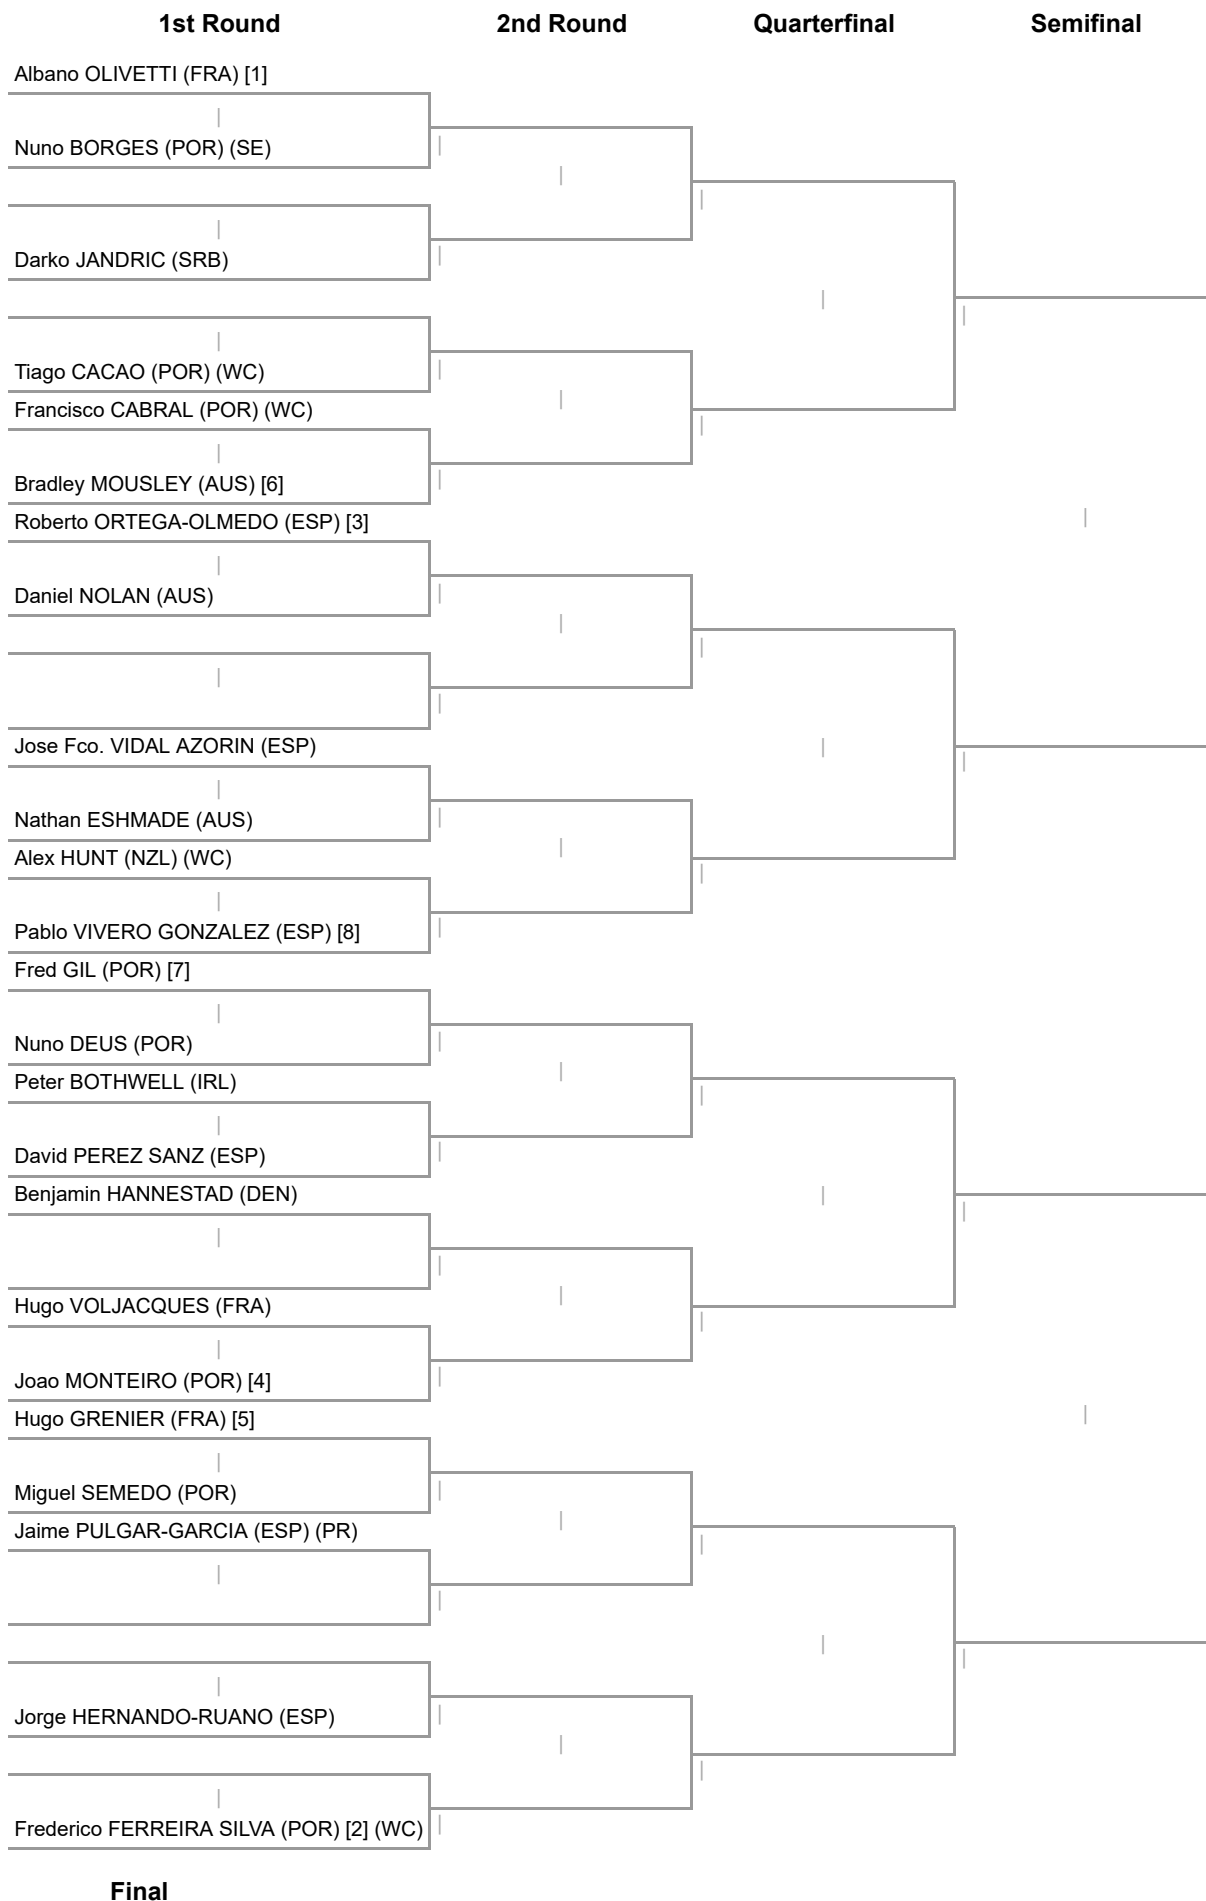 1st Round 2nd Round Quarterfinal Semifinal
Albano OLIVETTI (FRA) [1]
Nuno BORGES (POR) (SE)
Darko JANDRIC (SRB)
Tiago CACAO (POR) (WC)
Francisco CABRAL (POR) (WC)
Bradley MOUSLEY (AUS) [6]
Roberto ORTEGA-OLMEDO (ESP) [3]
Daniel NOLAN (AUS)
Jose Fco. VIDAL AZORIN (ESP)
Nathan ESHMADE (AUS)
Alex HUNT (NZL) (WC)
Pablo VIVERO GONZALEZ (ESP) [8]
Fred GIL (POR) [7]
Nuno DEUS (POR)
Peter BOTHWELL (IRL)
David PEREZ SANZ (ESP)
Benjamin HANNESTAD (DEN)
Hugo VOLJACQUES (FRA)
Joao MONTEIRO (POR) [4]
Hugo GRENIER (FRA) [5]
Miguel SEMEDO (POR)
Jaime PULGAR-GARCIA (ESP) (PR)
Jorge HERNANDO-RUANO (ESP)
Frederico FERREIRA SILVA (POR) [2] (WC)
Final